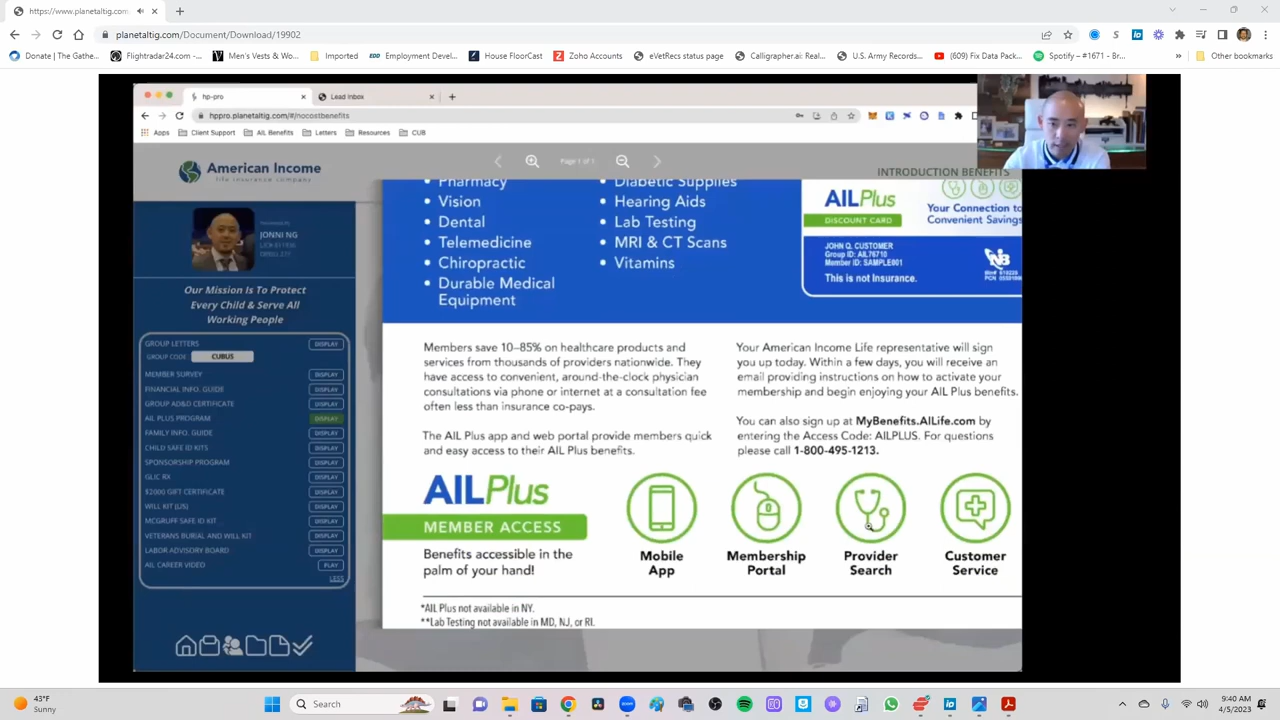 https://www.planetaltig.com
planetaltig.com/Document/Download/19902
Donate | The Gathe...
Flightradar24.com -...
Men's Vests & Wo...
Imported
EDD
Employment Devel...
House FloorCast
Zoho Accounts
eVetRecs status page
Calligrapher.ai: Real...
U.S. Army Records...
(609) Fix Data Pack...
Spotify – #1671 - Br...
Other bookmarks
hp-pro
Lead Inbox
hppro.planetaltig.com/#/nocostbenefits
Apps
Client Support
AIL Benefits
Letters
Resources
CUB
American Income
life insurance company
Page 1 of 1
INTRODUCTION BENEFITS
JONNI NG
Our Mission Is To Protect
Every Child & Serve All
Working People
GROUP LETTERS DISPLAY
GROUP CODE: CUBUS
MEMBER SURVEY DISPLAY
FINANCIAL INFO. GUIDE DISPLAY
GROUP AD&D CERTIFICATE DISPLAY
AIL PLUS PROGRAM DISPLAY
FAMILY INFO. GUIDE DISPLAY
CHILD SAFE ID KITS DISPLAY
SPONSORSHIP PROGRAM DISPLAY
GLIC RX DISPLAY
$2000 GIFT CERTIFICATE DISPLAY
WILL KIT (US) DISPLAY
MCGRUFF SAFE ID KIT DISPLAY
VETERANS BURIAL AND WILL KIT DISPLAY
LABOR ADVISORY BOARD DISPLAY
AIL CAREER VIDEO PLAY
LESS
• Pharmacy
• Vision
• Dental
• Telemedicine
• Chiropractic
• Durable Medical
Equipment
• Diabetic Supplies
• Hearing Aids
• Lab Testing
• MRI & CT Scans
• Vitamins
AILPlus
DISCOUNT CARD
Your Connection to
Convenient Savings
JOHN Q. CUSTOMER
Group ID: AIL76710
Member ID: SAMPLE001
This is not Insurance.
NB
Members save 10–85% on healthcare products and
services from thousands of providers nationwide. They
have access to convenient, around-the-clock physician
consultations via phone or internet at a consultation fee
often less than insurance co-pays.
The AIL Plus app and web portal provide members quick
and easy access to their AIL Plus benefits.
Your American Income Life representative will sign
you up today. Within a few days, you will receive an
email providing instructions on how to activate your
membership and begin enjoying your AIL Plus benefits.
You can also sign up at MyBenefits.AILife.com by
entering the Access Code: AILPLUS. For questions
please call 1-800-495-1213.
AILPlus
MEMBER ACCESS
Benefits accessible in the
palm of your hand!
Mobile
App
Membership
Portal
Provider
Search
Customer
Service
*AIL Plus not available in NY.
**Lab Testing not available in MD, NJ, or RI.
43°F
Sunny
Search
9:40 AM
4/5/2023